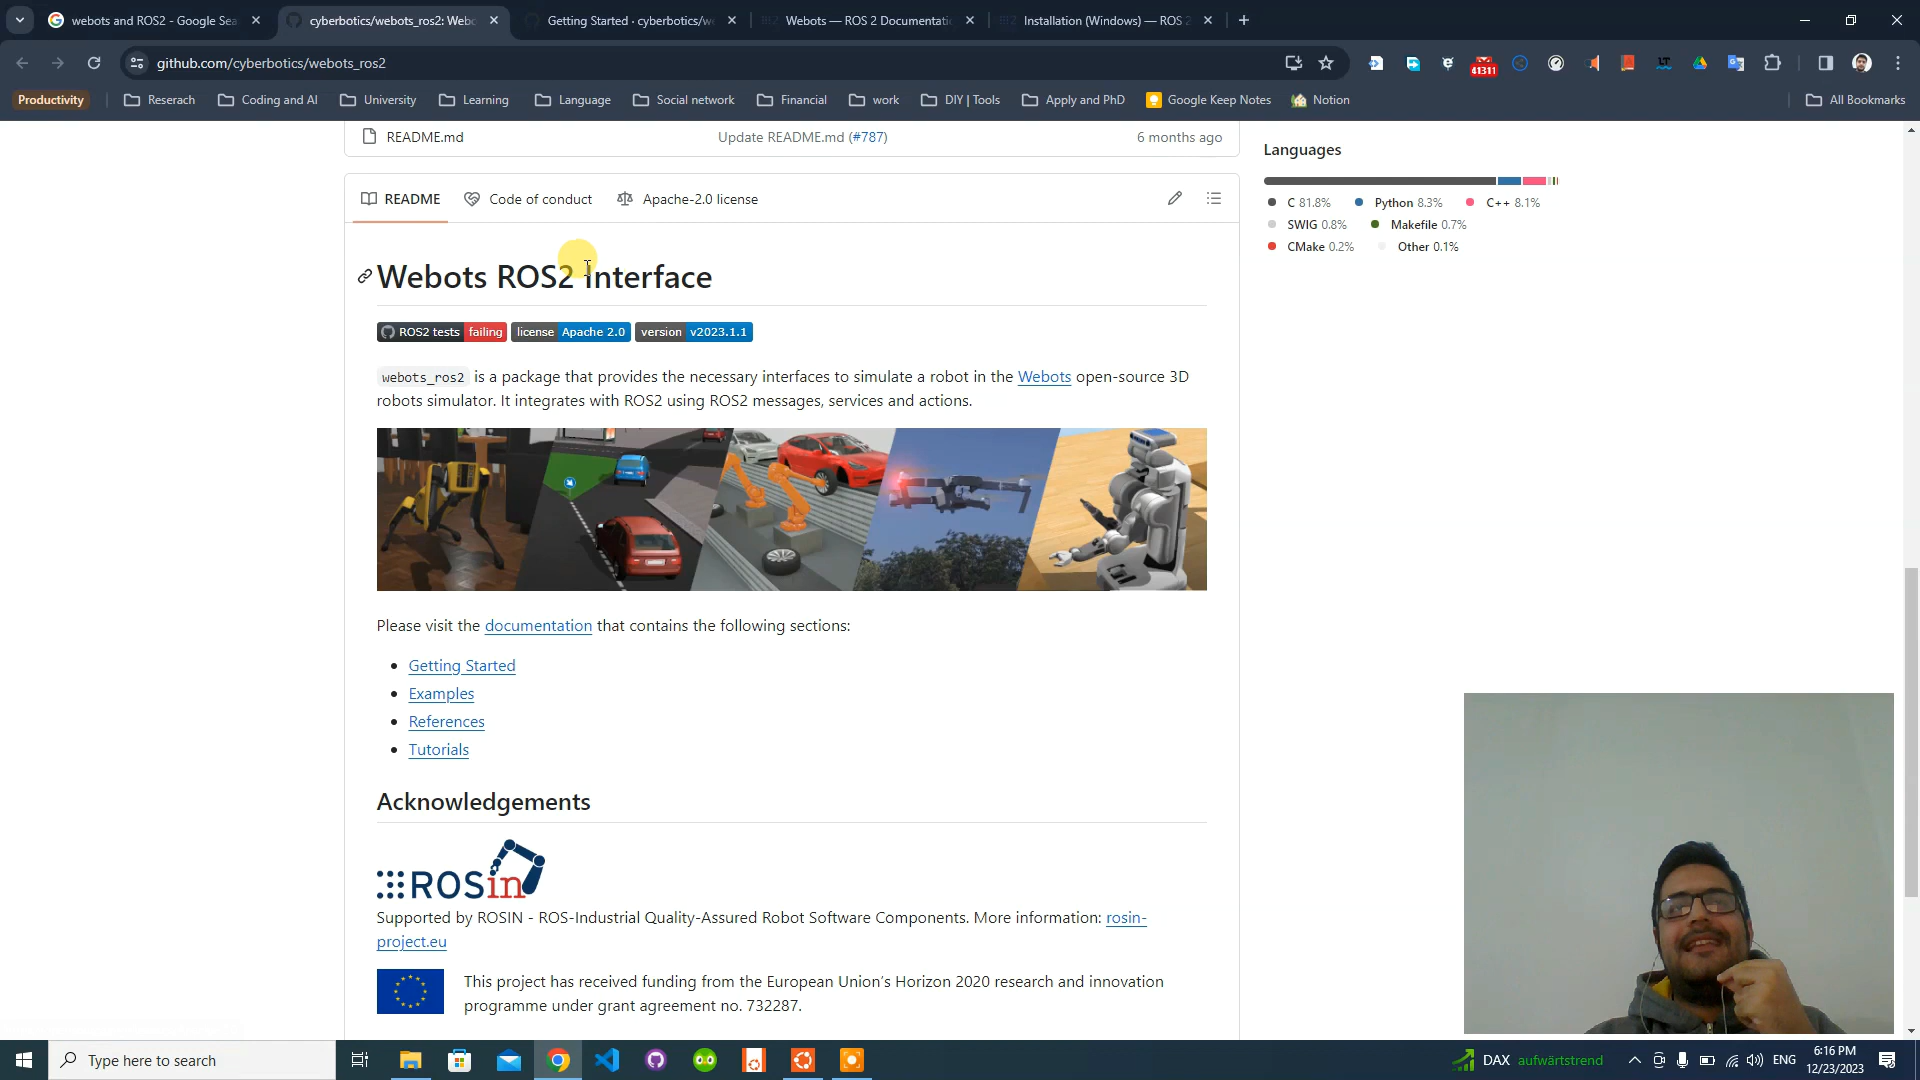 webots and ROS2 - Google Sea
cyberbotics/webots_ros2: Webo
Getting Started · cyberbotics/we
Webots — ROS 2 Documentati
Installation (Windows) — ROS 2
github.com/cyberbotics/webots_ros2
41311
Productivity
Reserach
Coding and AI
University
Learning
Language
Social network
Financial
work
DIY | Tools
Apply and PhD
Google Keep Notes
Notion
All Bookmarks
README.md
Update README.md (#787)
6 months ago
README
Code of conduct
Apache-2.0 license
Webots ROS2 Interface
ROS2 tests failing
license Apache 2.0
version v2023.1.1
webots_ros2 is a package that provides the necessary interfaces to simulate a robot in the Webots open-source 3D
robots simulator. It integrates with ROS2 using ROS2 messages, services and actions.
Please visit the documentation that contains the following sections:
Getting Started
Examples
References
Tutorials
Acknowledgements
ROSin
Supported by ROSIN - ROS-Industrial Quality-Assured Robot Software Components. More information: rosin-
project.eu
This project has received funding from the European Union's Horizon 2020 research and innovation
programme under grant agreement no. 732287.
Languages
C 81.8% Python 8.3% C++ 8.1%
SWIG 0.8% Makefile 0.7%
CMake 0.2% Other 0.1%
Type here to search
DAX aufwärtstrend
ENG
6:16 PM
12/23/2023